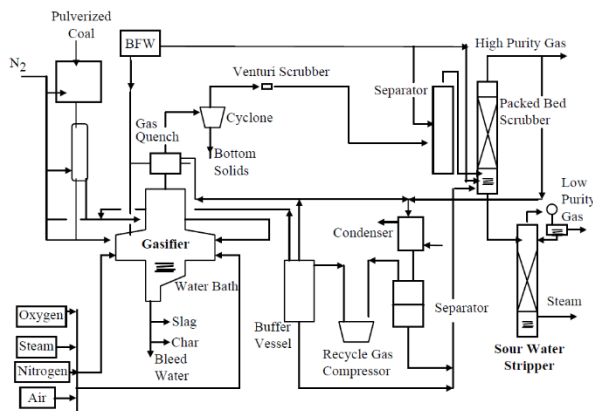 Pulverized
Coal
BFW
High Purity Gas
N2
Venturi Scrubber
Separator
Packed Bed
Scrubber
Gas
Quench
Cyclone
Bottom
Solids
Low
Purity
Gas
Condenser
Gasifier
Water Bath
Separator
Steam
Oxygen
Slag
Buffer
Vessel
Recycle Gas
Compressor
Sour Water
Stripper
Steam
Char
Nitrogen
Bleed
Water
Air